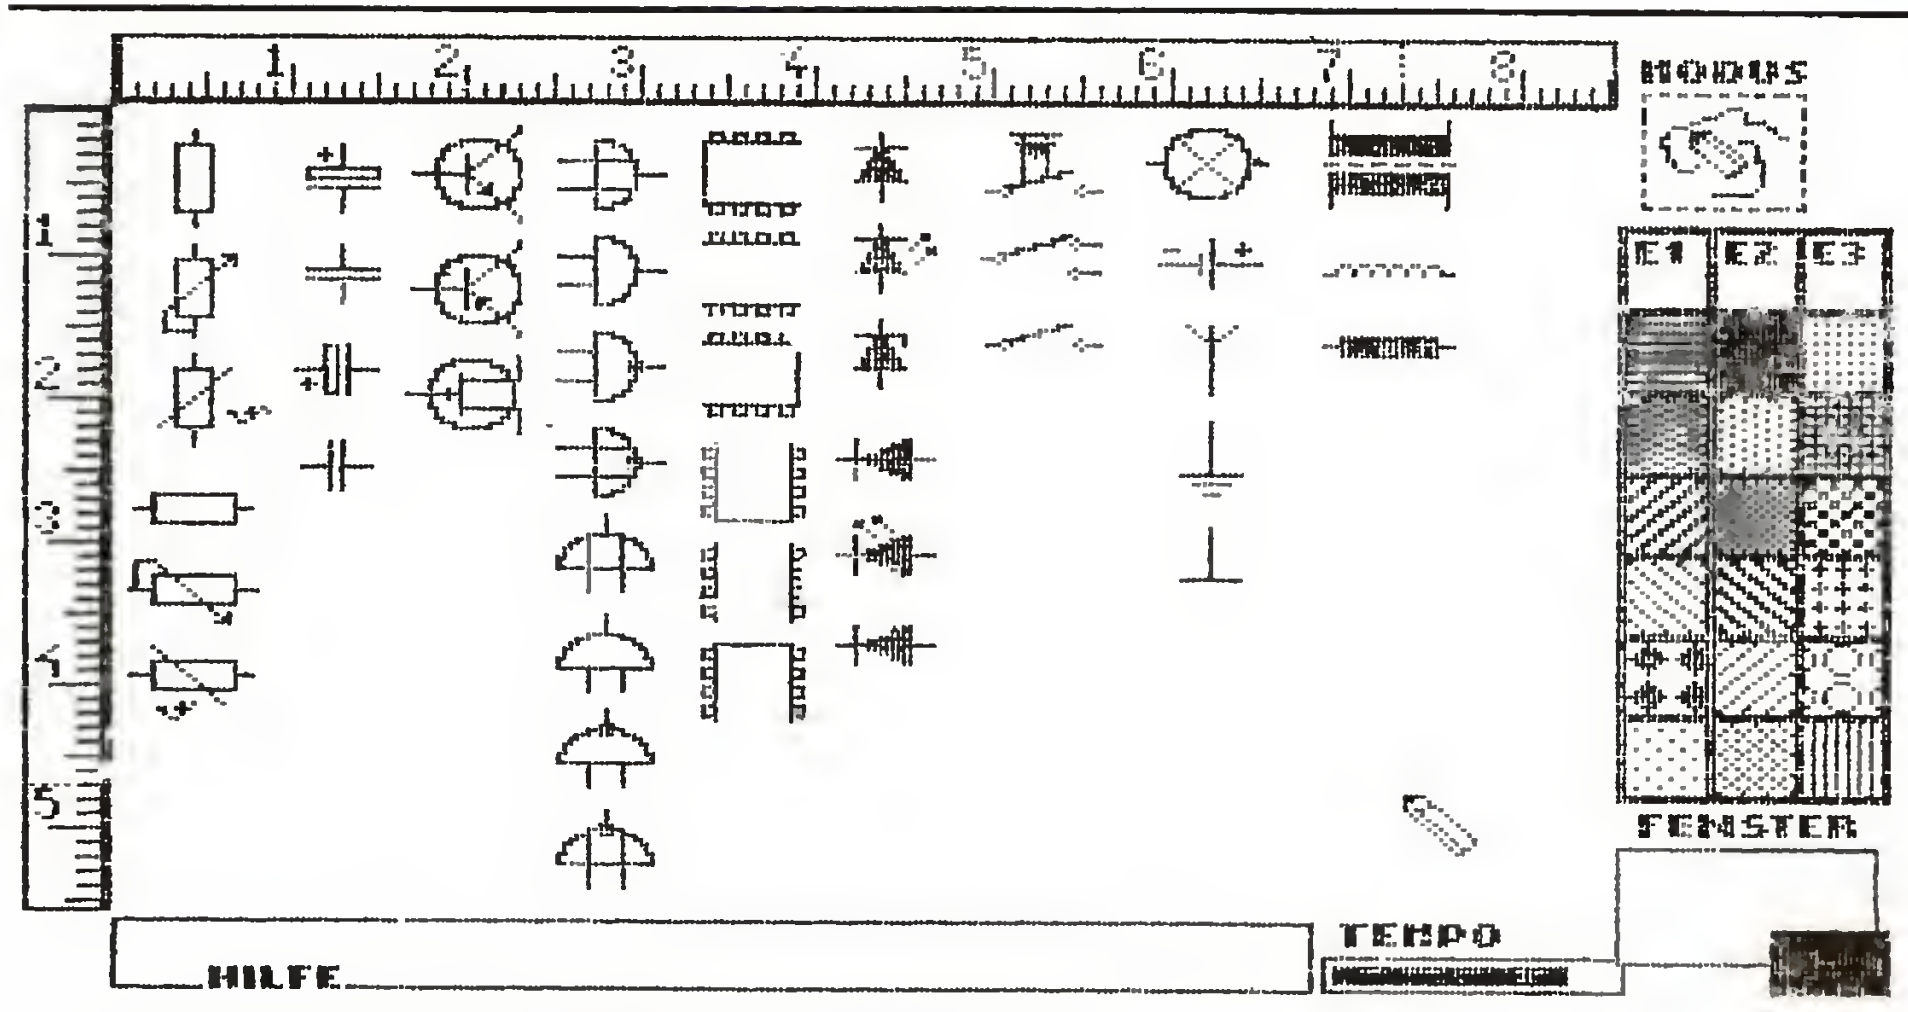 1 2 3 4 5 6 7 8
MODUS
E1 E2 E3
1
2
3
4
5
FENSTER
TEMPO
HILFE